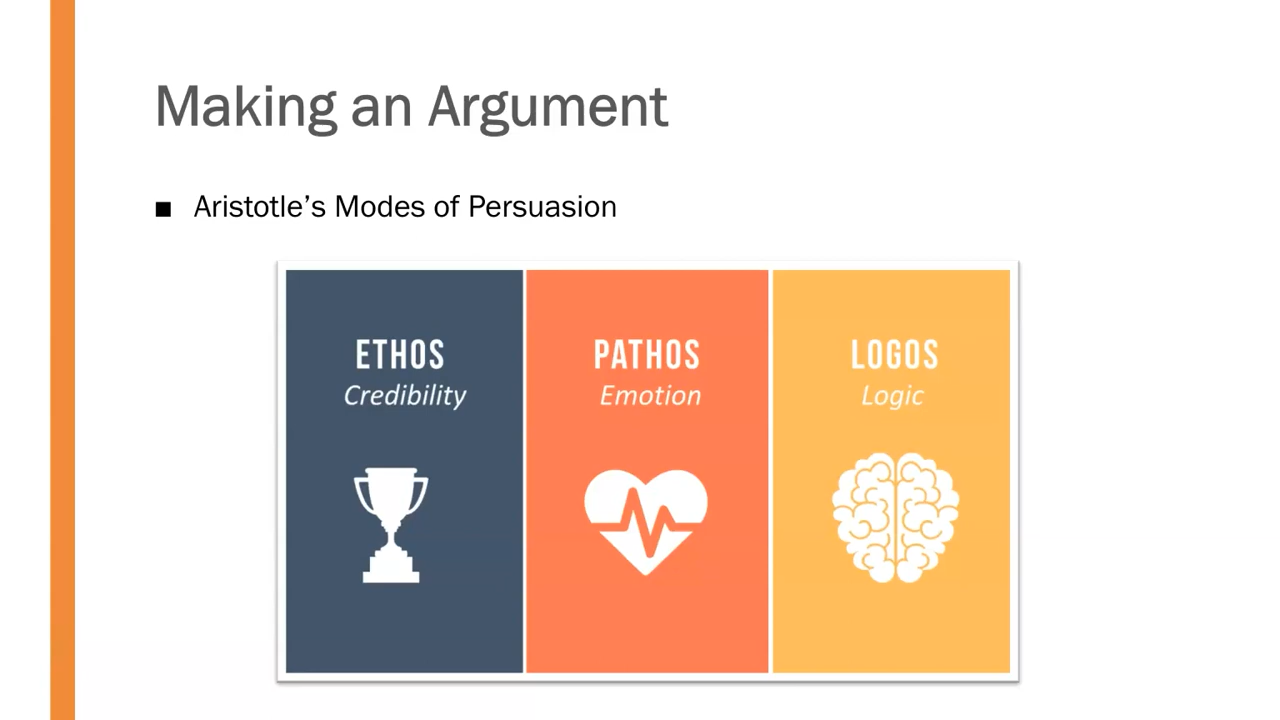 Making an Argument
■ Aristotle’s Modes of Persuasion
ETHOS
Credibility
PATHOS
Emotion
LOGOS
Logic